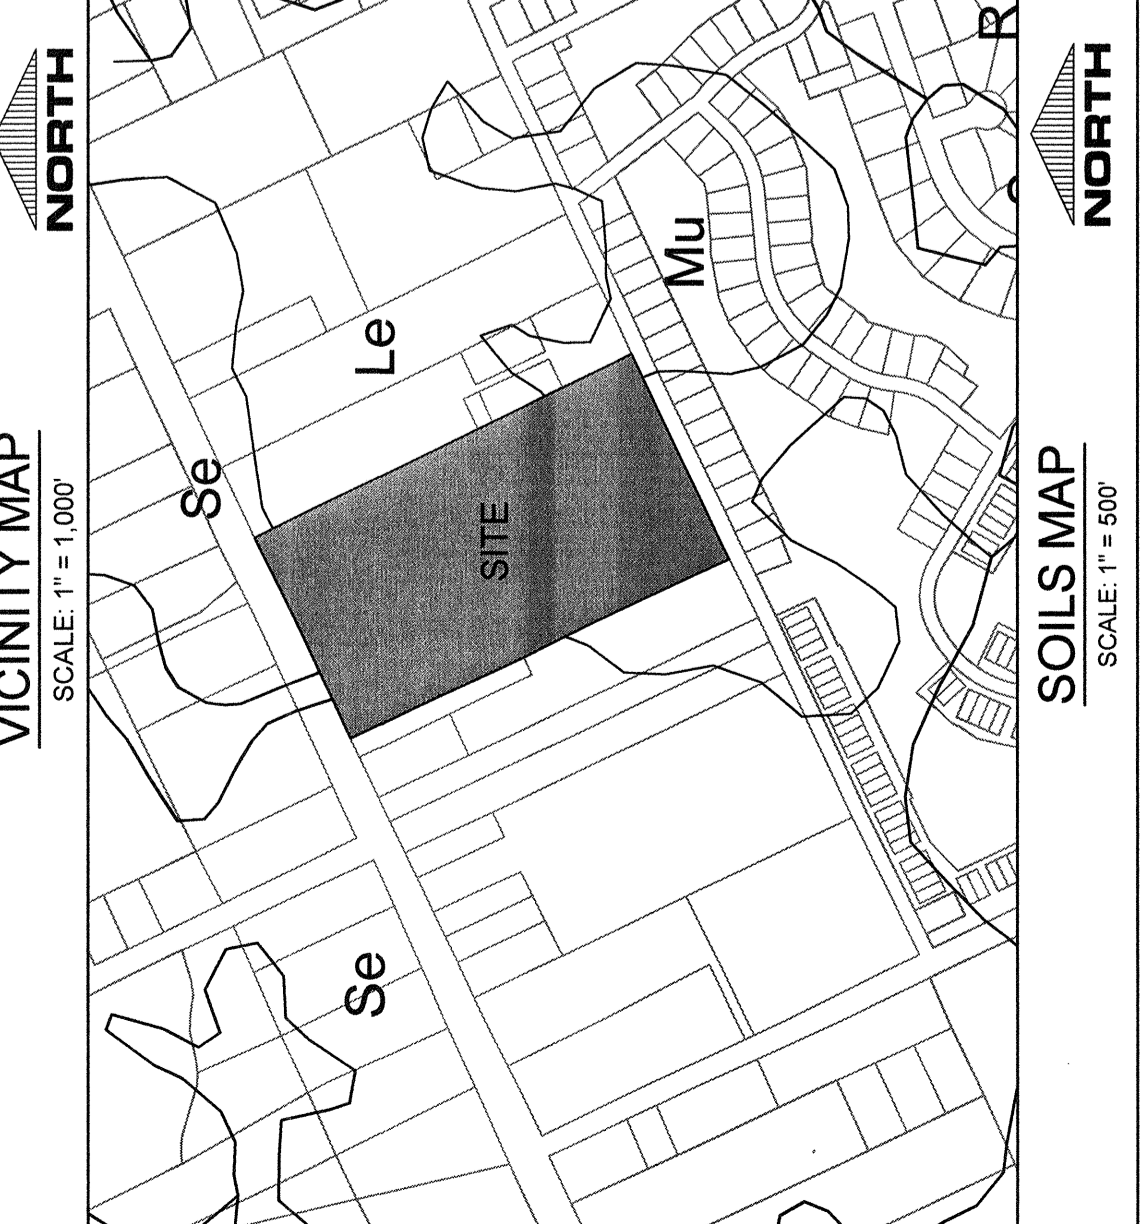 NORTH
VICINITY MAP
SCALE: 1" = 1,000'
Se
Le
Mu
SITE
Se
NORTH
SOILS MAP
SCALE: 1" = 500'